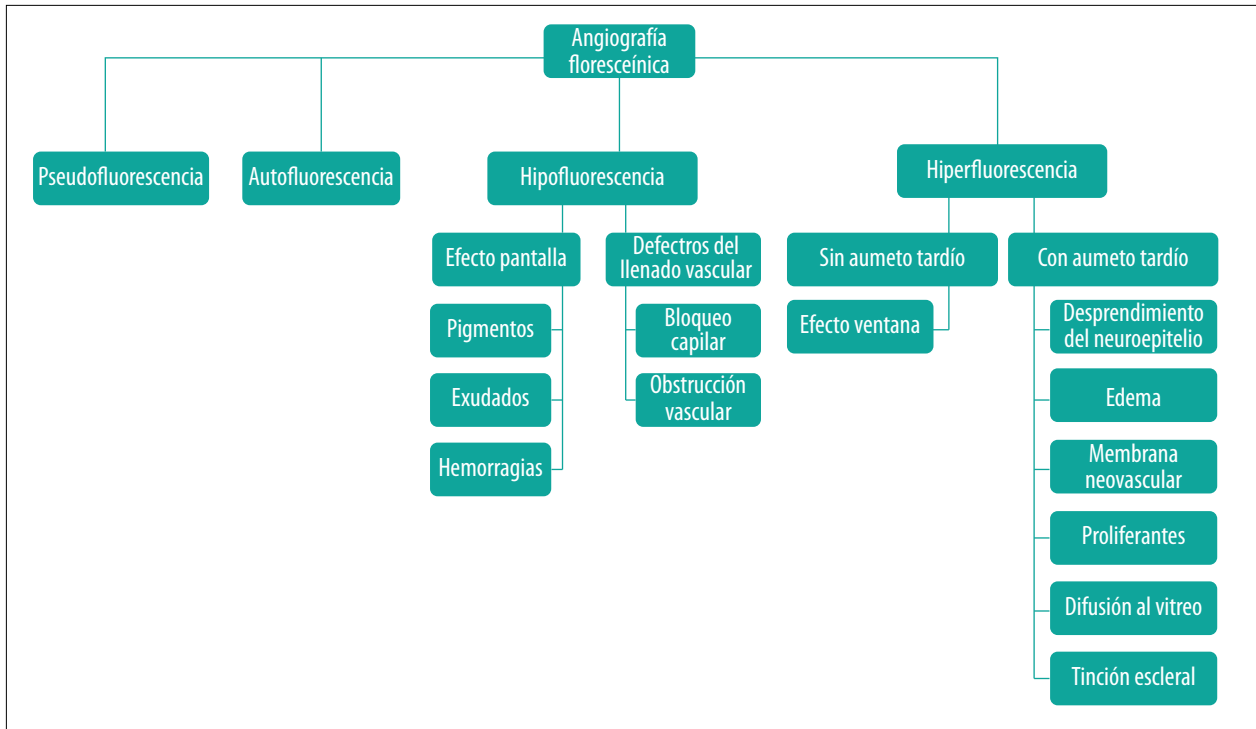 Angiografía
floresceínica
Pseudofluorescencia
Autofluorescencia
Hipofluorescencia
Hiperfluorescencia
Efecto pantalla
Pigmentos
Exudados
Hemorragias
Defectros del
llenado vascular
Bloqueo
capilar
Obstrucción
vascular
Sin aumeto tardío
Efecto ventana
Con aumeto tardío
Desprendimiento
del neuroepitelio
Edema
Membrana
neovascular
Proliferantes
Difusión al vitreo
Tinción escleral